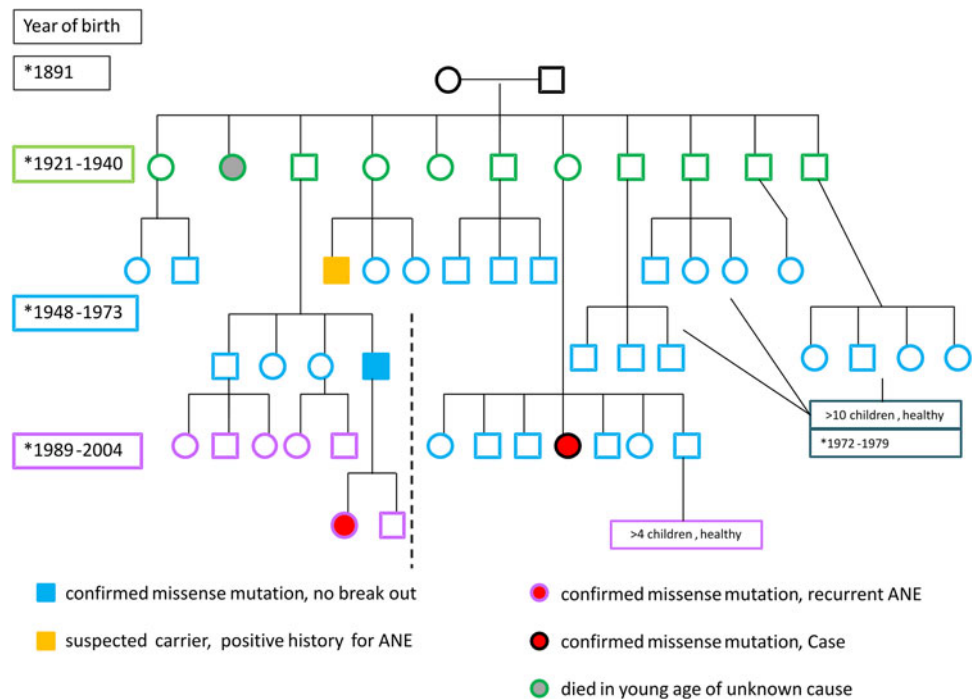 Year of birth
*1891
*1921-1940
*1948-1973
>10 children, healthy
*1972-1979
*1989-2004
>4 children, healthy
confirmed missense mutation, no break out
suspected carrier, positive history for ANE
confirmed missense mutation, recurrent ANE
confirmed missense mutation, Case
died in young age of unknown cause